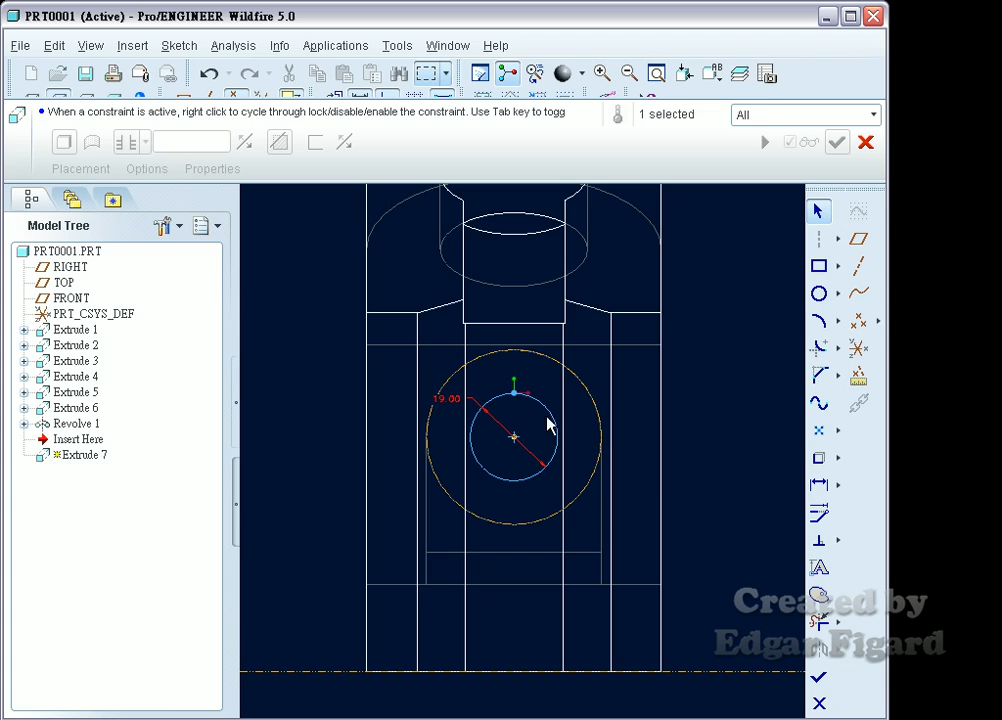 PRT0001 (Active) - Pro/ENGINEER Wildfire 5.0
File Edit View Insert Sketch Analysis Info Applications Tools Window Help
When a constraint is active, right click to cycle through lock/disable/enable the constraint. Use Tab key to togg
1 selected
All
Placement Options Properties
Model Tree
PRT0001.PRT
RIGHT
TOP
FRONT
PRT_CSYS_DEF
Extrude 1
Extrude 2
Extrude 3
Extrude 4
Extrude 5
Extrude 6
Revolve 1
Insert Here
Extrude 7
19.00
Created by
Edgar Figard